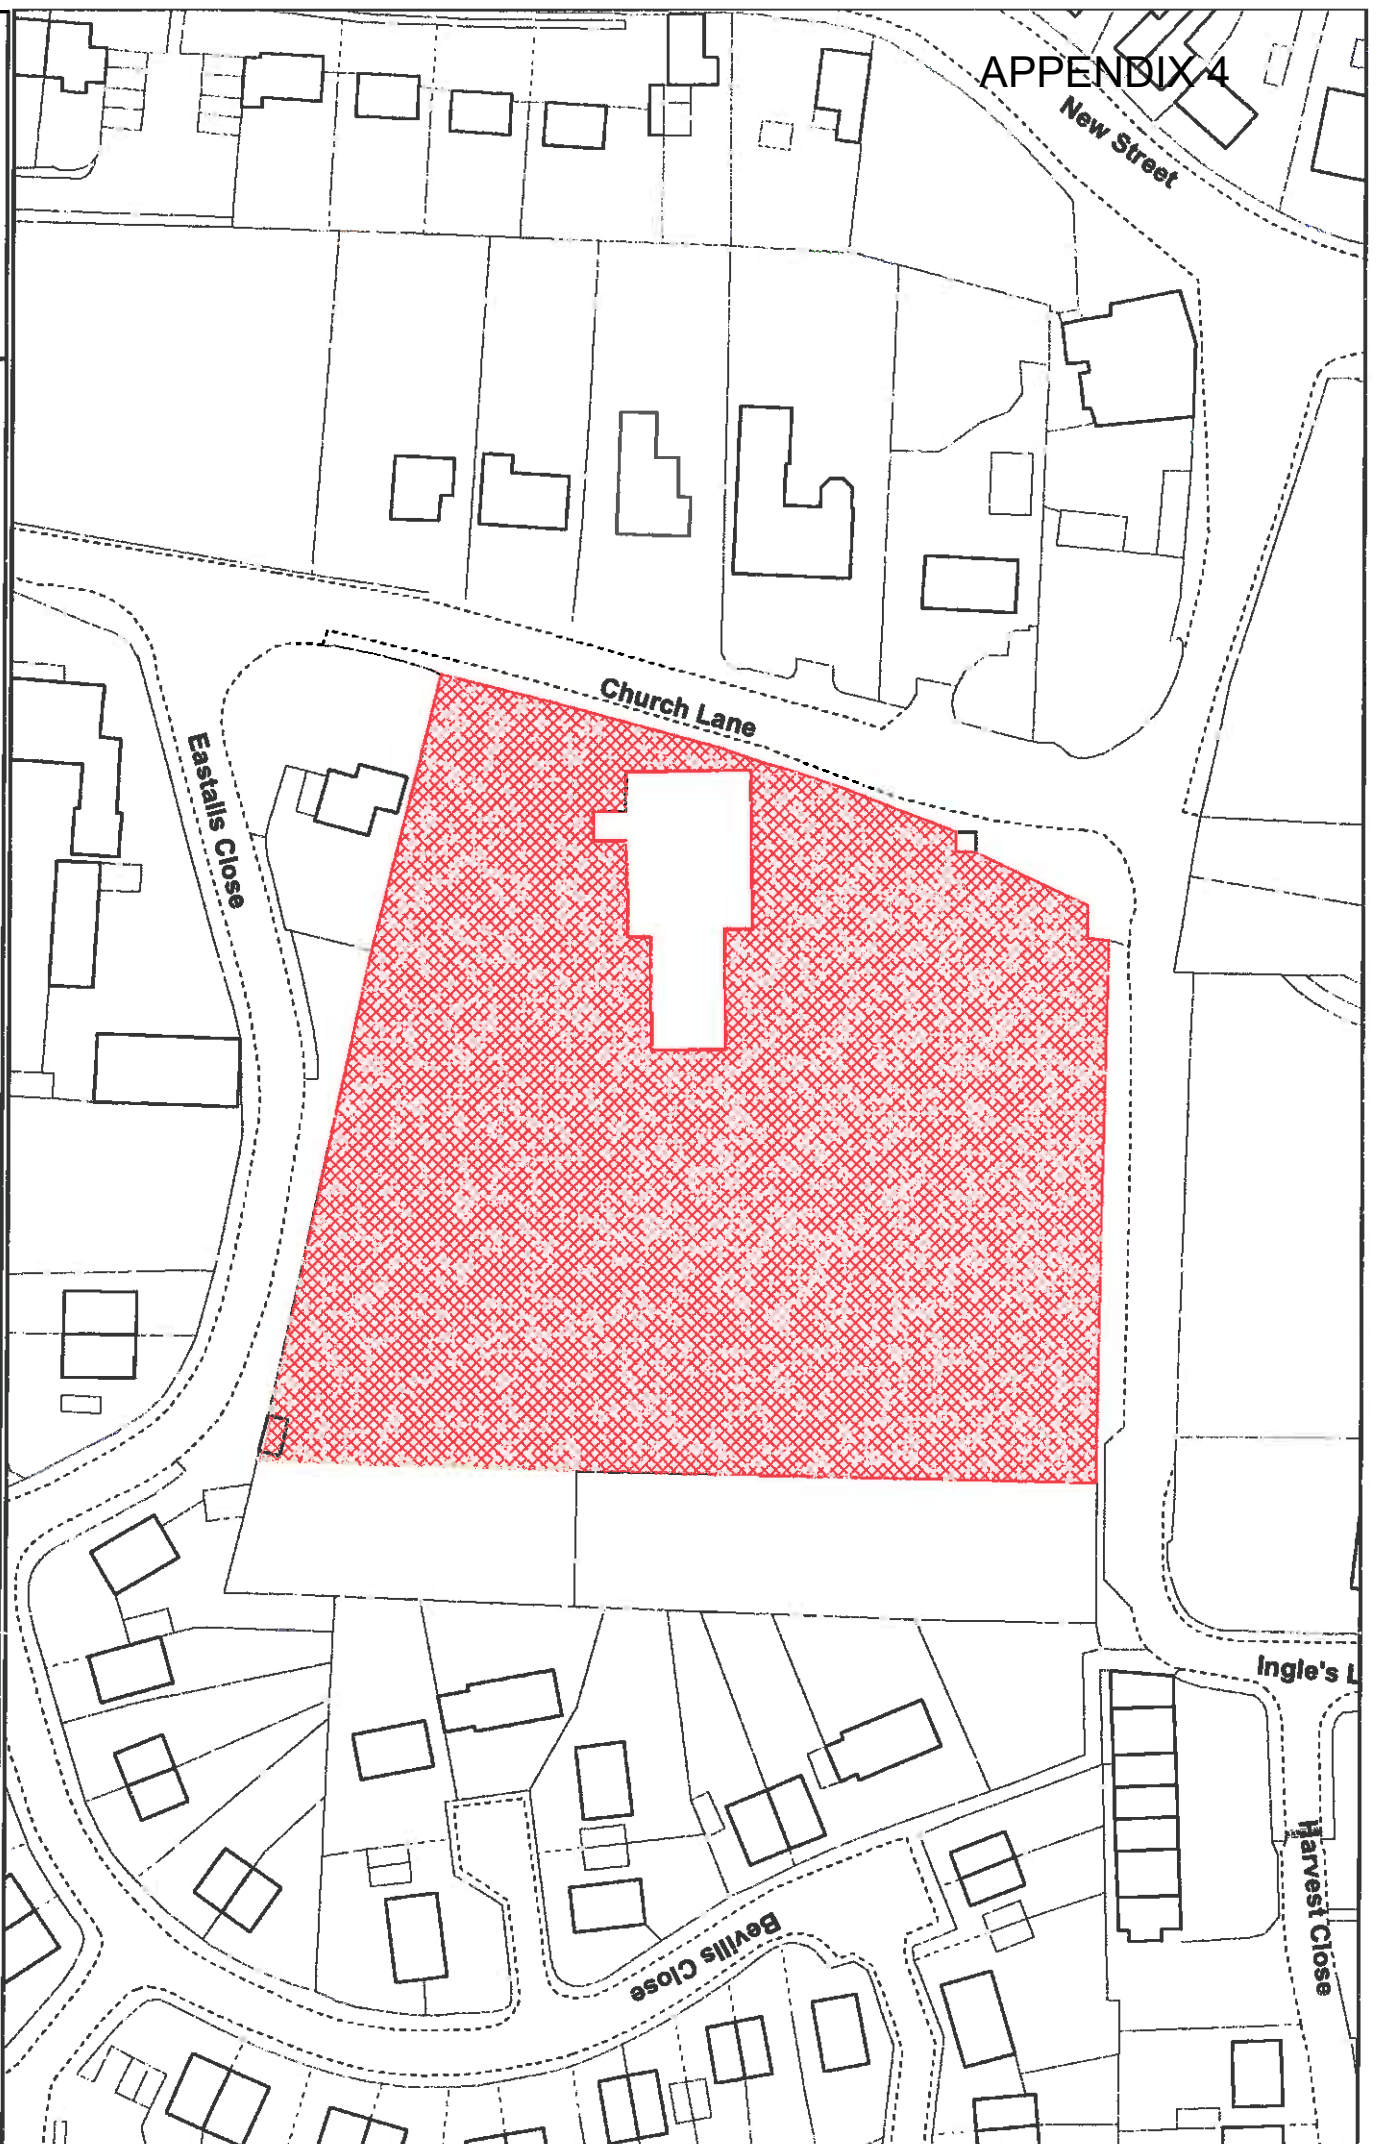 APPENDIX 4
New Street
Church Lane
Eastalls Close
Ingle's L
Harvest Close
Bevills Close